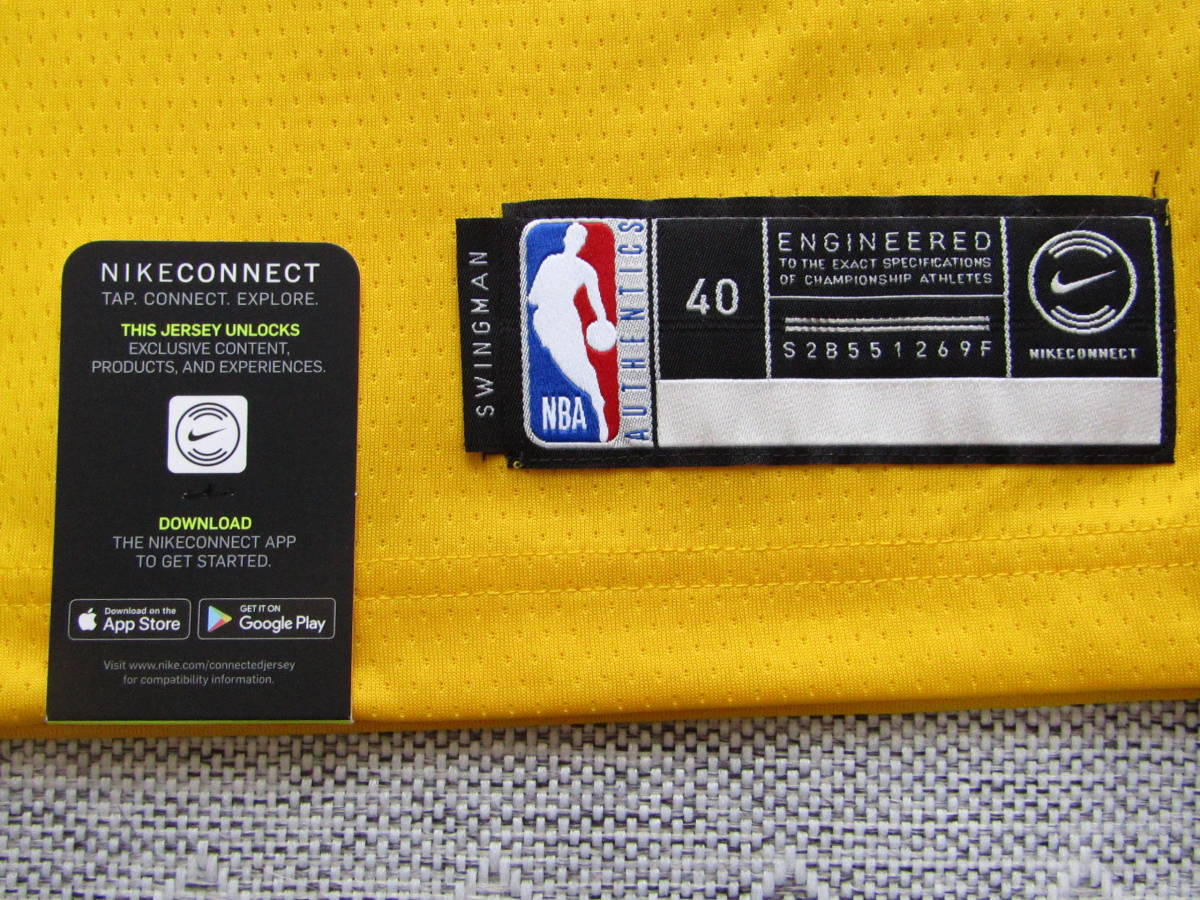 NIKECONNECT
TAP. CONNECT. EXPLORE.
THIS JERSEY UNLOCKS
EXCLUSIVE CONTENT,
PRODUCTS, AND EXPERIENCES.
DOWNLOAD
THE NIKECONNECT APP
TO GET STARTED.
Download on the
App Store
GET IT ON
Google Play
Visit www.nike.com/connectedjersey
for compatibility information.
SWINGMAN
NBA
AUTHENTICS
40
ENGINEERED
TO THE EXACT SPECIFICATIONS
OF CHAMPIONSHIP ATHLETES
S2B551269F
NIKECONNECT